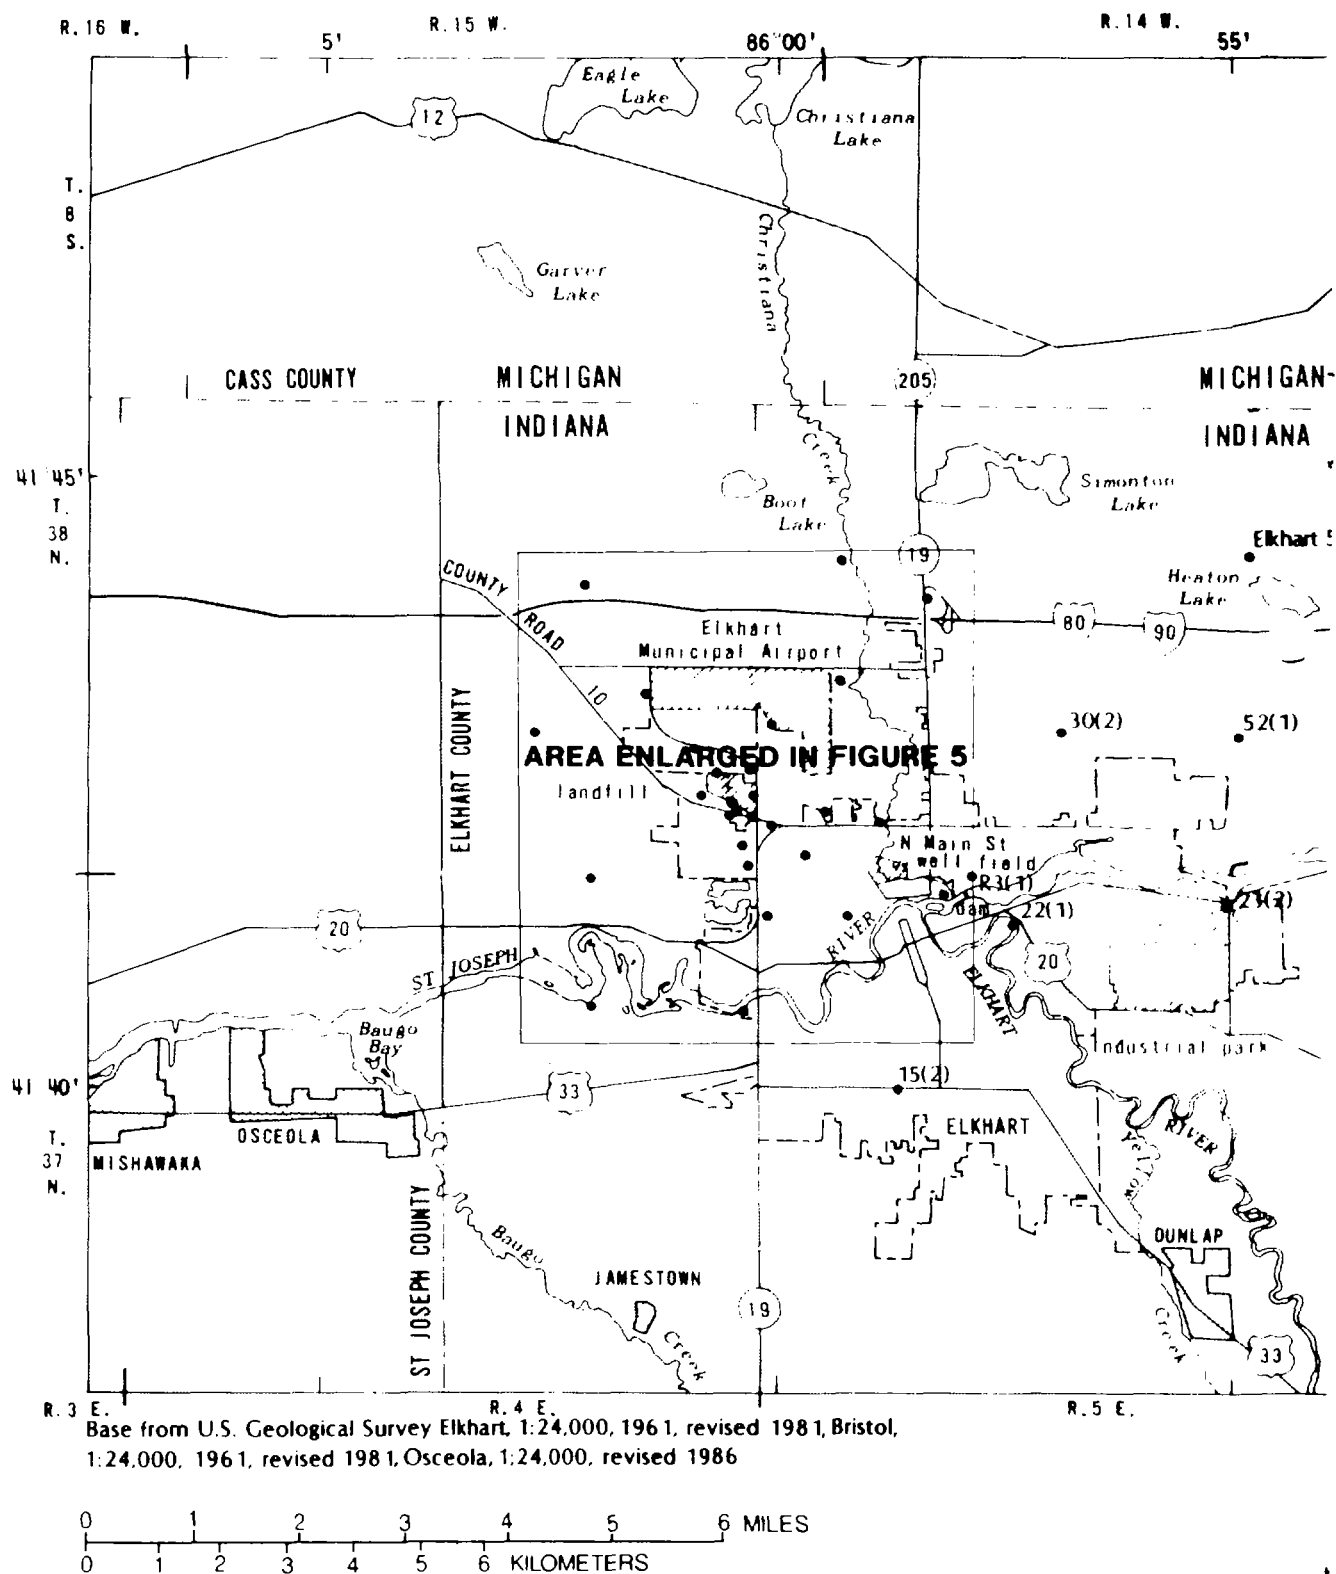 R.16 W.
R.15 W.
R.14 W.
5'
86°00'
55'
Eagle
Lake
Christiana
Lake
12
T.
8
S.
Christiana
Garver
Lake
CASS COUNTY
MICHIGAN
205
MICHIGAN-
INDIANA
INDIANA
Creek
41°45'
T.
38
N.
Boot
Lake
Simonton
Lake
19
Elkhart 5
COUNTY
ROAD
10
Heaton
Lake
80
90
Elkhart
Municipal Airport
ELKHART COUNTY
30(2)
52(1)
AREA ENLARGED IN FIGURE 5
landfill
N Main St
well field
R3(1)
Dam
22(1)
21(2)
20
ST JOSEPH
RIVER
ELKHART
20
Baugo
Bay
Industrial park
41 40'
33
15(2)
T.
37
N.
MISHAWAKA
OSCEOLA
ELKHART
Yellow
RIVER
ST JOSEPH COUNTY
Baugo
JAMESTOWN
DUNLAP
19
Creek
Creek
33
R.3 E.
R.4 E.
R.5 E.
Base from U.S. Geological Survey Elkhart, 1:24,000, 1961, revised 1981, Bristol,
1:24,000, 1961, revised 1981, Osceola, 1:24,000, revised 1986
0 1 2 3 4 5 6 MILES
0 1 2 3 4 5 6 KILOMETERS